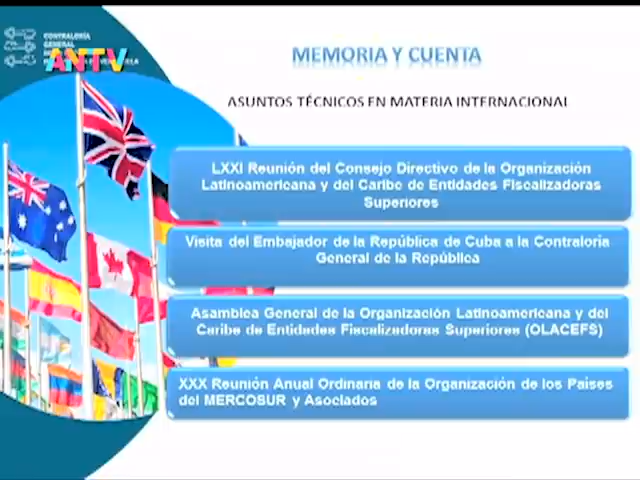 CONTRALORÍA
GENERAL
ANTV
MEMORIA Y CUENTA
ASUNTOS TÉCNICOS EN MATERIA INTERNACIONAL
LXXI Reunión del Consejo Directivo de la Organización
Latinoamericana y del Caribe de Entidades Fiscalizadoras
Superiores
Visita del Embajador de la República de Cuba a la Contraloría
General de la República
Asamblea General de la Organización Latinoamericana y del
Caribe de Entidades Fiscalizadoras Superiores (OLACEFS)
XXX Reunión Anual Ordinaria de la Organización de los Países
del MERCOSUR y Asociados